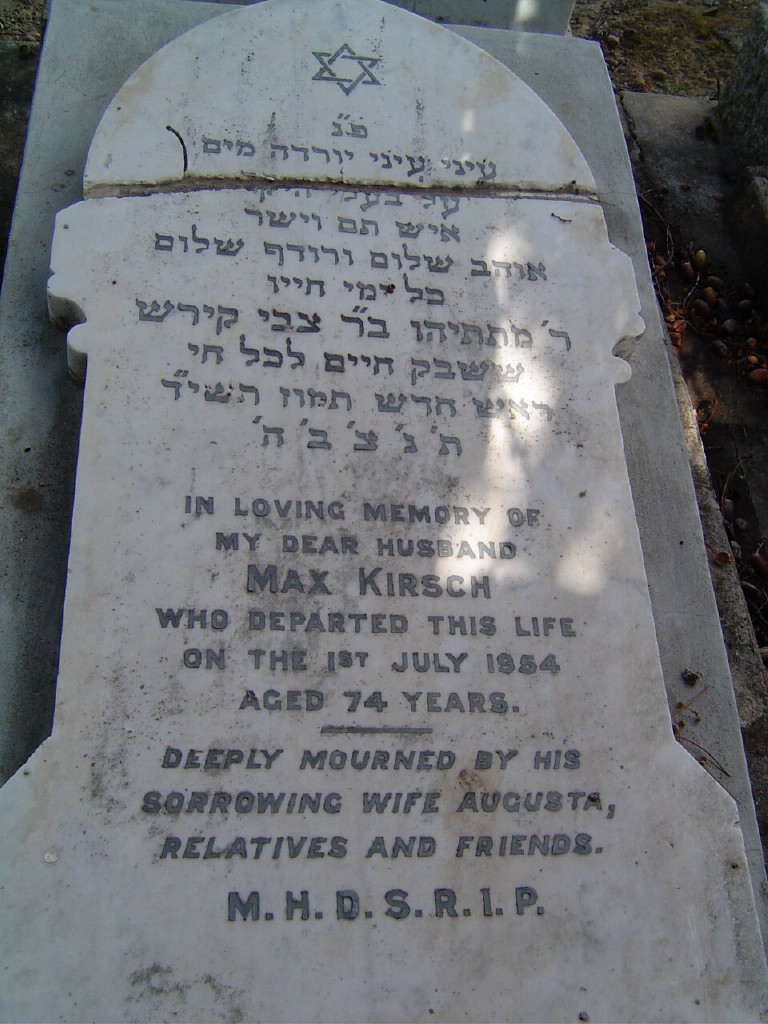 פ"נ
עיני עיני יורדה מים
על בעלי היקר
איש תם וישר
אוהב שלום ורודף שלום
כל ימי חייו
ר' מתתיהו בר צבי קירש
ששבק חיים לכל חי
ראש חדש תמוז תשי"ד
ת' נ' צ' ב' ה'
IN LOVING MEMORY OF
MY DEAR HUSBAND
MAX KIRSCH
WHO DEPARTED THIS LIFE
ON THE 1ST JULY 1954
AGED 74 YEARS.
DEEPLY MOURNED BY HIS
SORROWING WIFE AUGUSTA,
RELATIVES AND FRIENDS.
M.H.D.S.R.I.P.